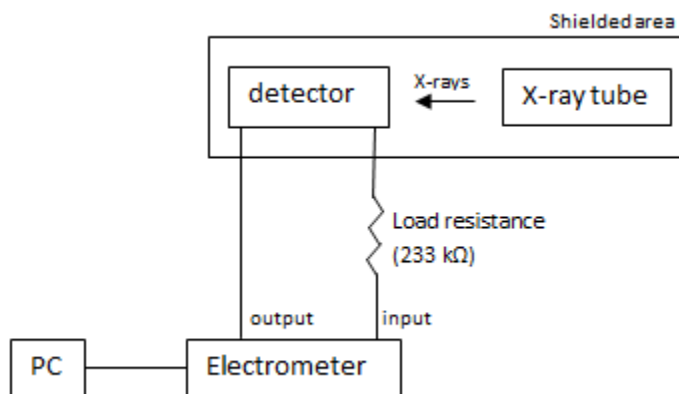 Shielded area
detector
X-rays
X-ray tube
Load resistance
(233 kΩ)
output
input
PC
Electrometer